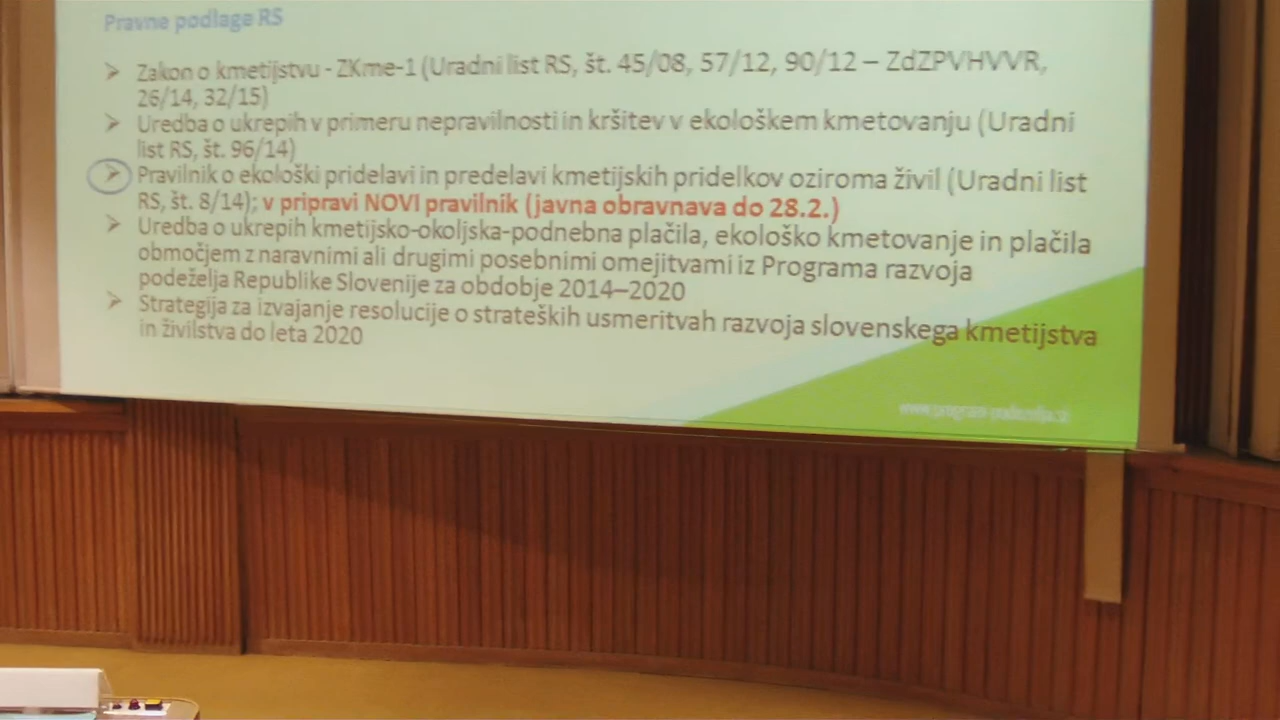 Pravne podlage RS
➢ Zakon o kmetijstvu - ZKme-1 (Uradni list RS, št. 45/08, 57/12, 90/12 – ZdZPVHVVR,
26/14, 32/15)
➢ Uredba o ukrepih v primeru nepravilnosti in kršitev v ekološkem kmetovanju (Uradni
list RS, št. 96/14)
➢ Pravilnik o ekološki pridelavi in predelavi kmetijskih pridelkov oziroma živil (Uradni list
RS, št. 8/14); v pripravi NOVI pravilnik (javna obravnava do 28.2.)
➢ Uredba o ukrepih kmetijsko-okoljska-podnebna plačila, ekološko kmetovanje in plačila
območjem z naravnimi ali drugimi posebnimi omejitvami iz Programa razvoja
podeželja Republike Slovenije za obdobje 2014–2020
➢ Strategija za izvajanje resolucije o strateških usmeritvah razvoja slovenskega kmetijstva
in živilstva do leta 2020
www.program-podezelja.si